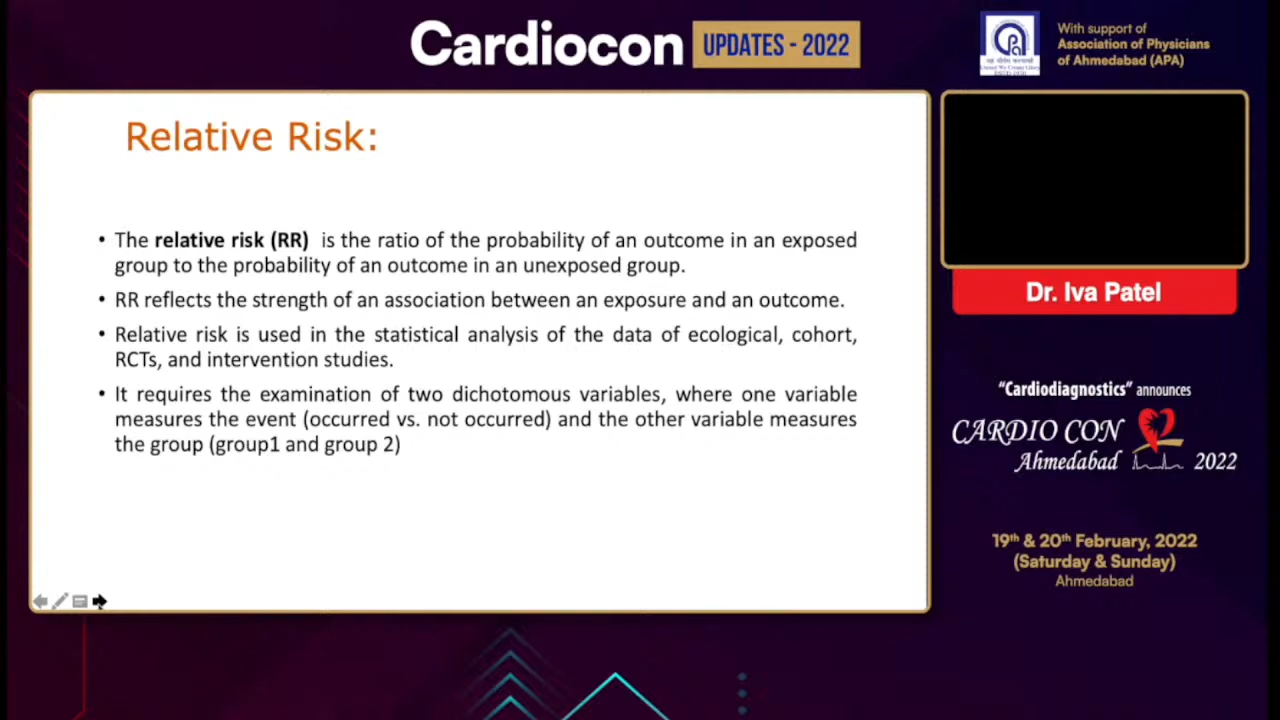 Cardiocon UPDATES - 2022
With support of
Association of Physicians
of Ahmedabad (APA)
Relative Risk:
• The relative risk (RR) is the ratio of the probability of an outcome in an exposed
group to the probability of an outcome in an unexposed group.
• RR reflects the strength of an association between an exposure and an outcome.
• Relative risk is used in the statistical analysis of the data of ecological, cohort,
RCTs, and intervention studies.
• It requires the examination of two dichotomous variables, where one variable
measures the event (occurred vs. not occurred) and the other variable measures
the group (group1 and group 2)
Dr. Iva Patel
"Cardiodiagnostics" announces
CARDIO CON
Ahmedabad 2022
19th & 20th February, 2022
(Saturday & Sunday)
Ahmedabad